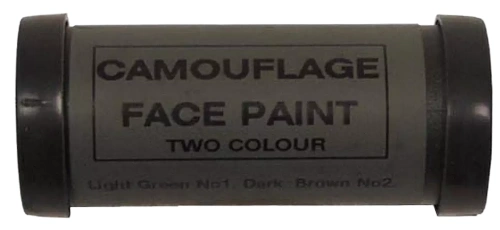 CAMOUFLAGE
FACE PAINT
TWO COLOUR
Light Green No1. Dark Brown No2.